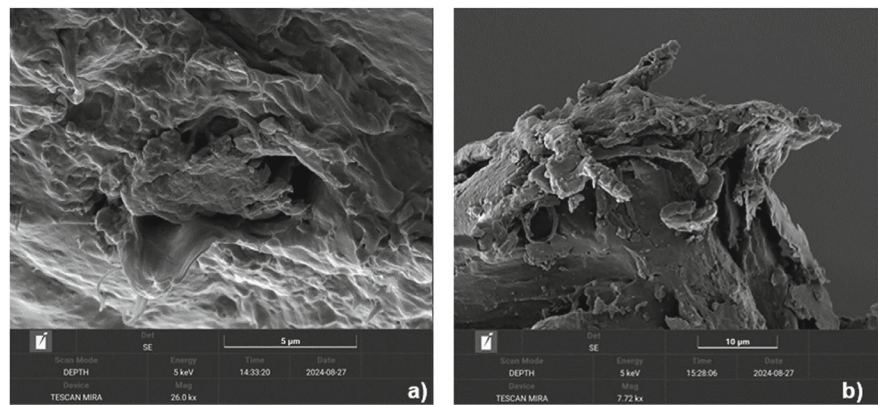 5 µm
Det
SE
Scan Mode
Energy
Time
Date
DEPTH
5 keV
14:33:20
2024-08-27
Device
Mag
TESCAN MIRA
26.0 kx
a)
10 µm
Det
SE
Scan Mode
Energy
Time
Date
DEPTH
5 keV
15:28:06
2024-08-27
Device
Mag
TESCAN MIRA
7.72 kx
b)